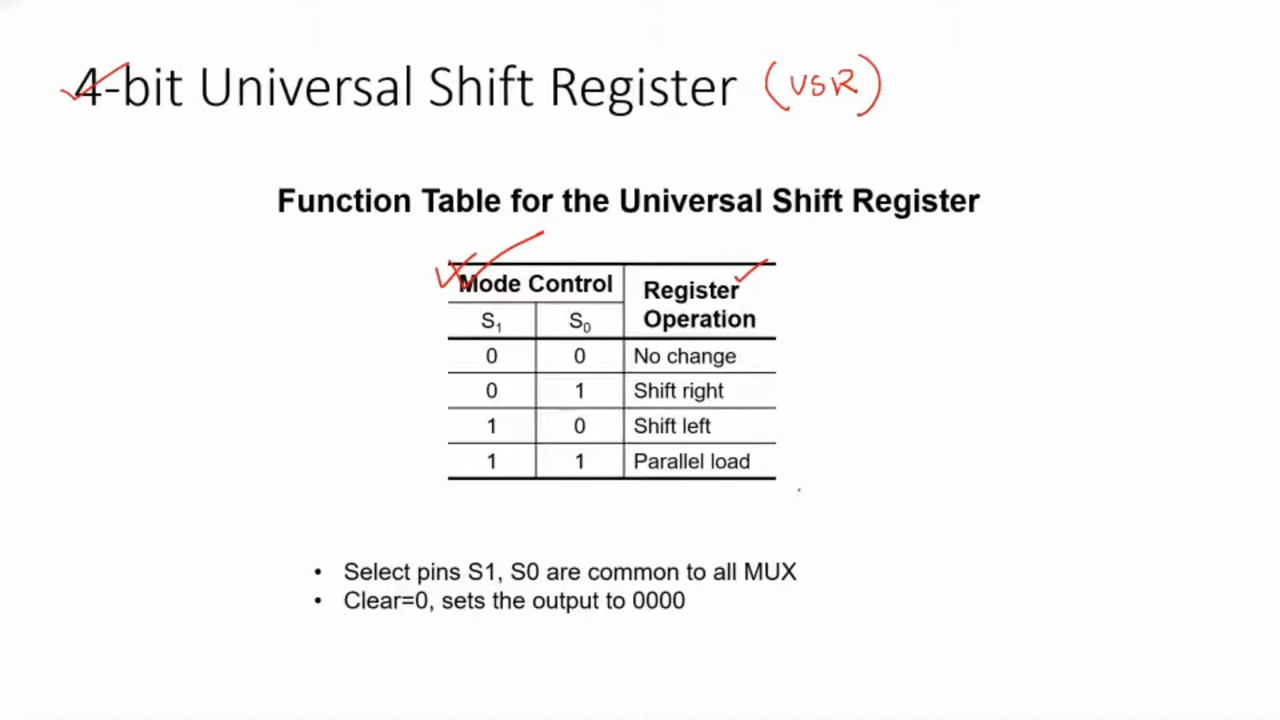 4-bit Universal Shift Register (USR)
Function Table for the Universal Shift Register
Mode Control Register Operation
S₁ S₀
0 0 No change
0 1 Shift right
1 0 Shift left
1 1 Parallel load
• Select pins S1, S0 are common to all MUX
• Clear=0, sets the output to 0000